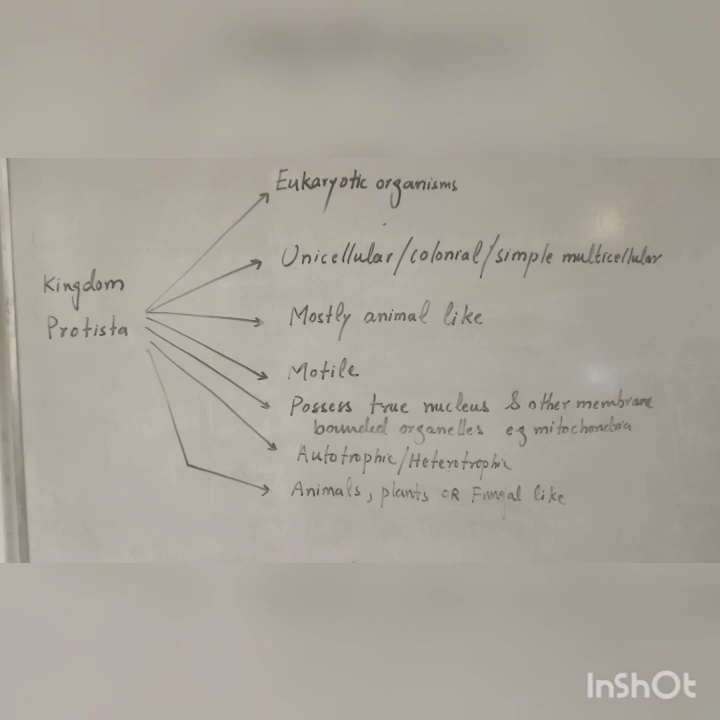 Eukaryotic organisms
Unicellular/colonial/simple multicellular
Kingdom
Protista
Mostly animal like
Motile
Possess true nucleus & other membrane
bounded organelles eg mitochondria
Autotrophic/Heterotrophic
Animals, plants OR Fungal like
InShOt